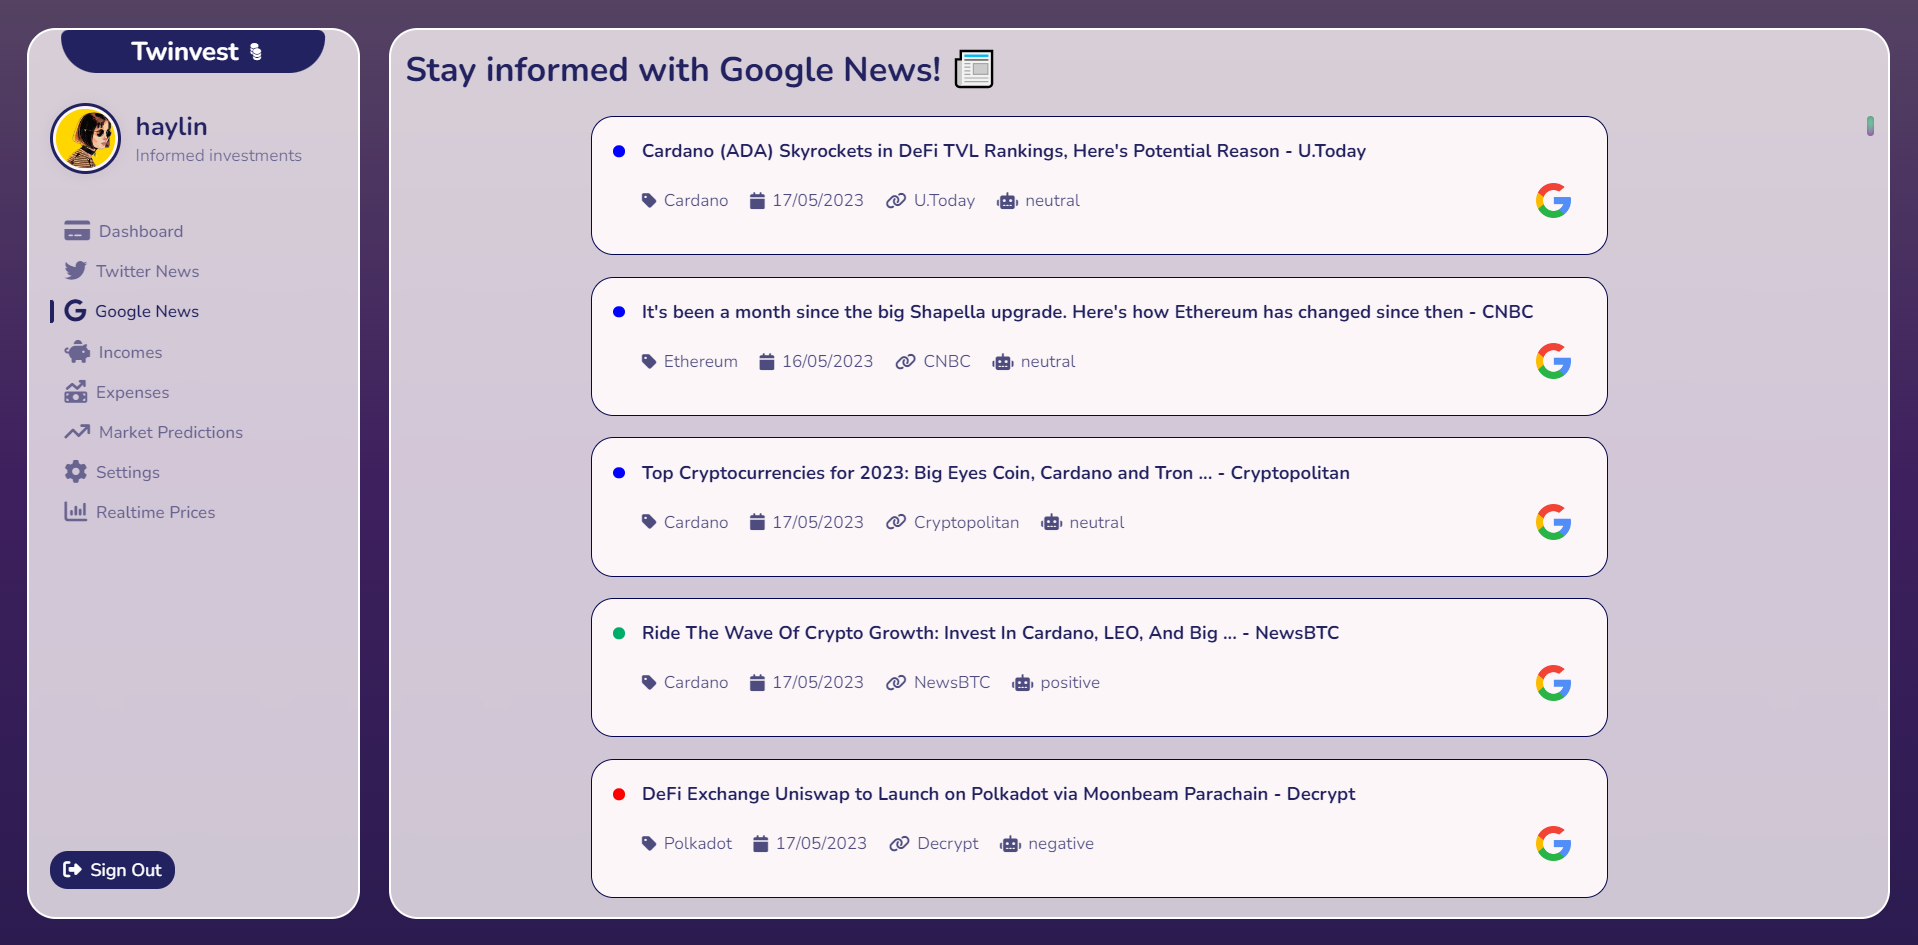 Twinvest
haylin
Informed investments
Dashboard
Twitter News
Google News
Incomes
Expenses
Market Predictions
Settings
Realtime Prices
Sign Out
Stay informed with Google News!
Cardano (ADA) Skyrockets in DeFi TVL Rankings, Here's Potential Reason - U.Today
Cardano 17/05/2023 U.Today neutral
It's been a month since the big Shapella upgrade. Here's how Ethereum has changed since then - CNBC
Ethereum 16/05/2023 CNBC neutral
Top Cryptocurrencies for 2023: Big Eyes Coin, Cardano and Tron ... - Cryptopolitan
Cardano 17/05/2023 Cryptopolitan neutral
Ride The Wave Of Crypto Growth: Invest In Cardano, LEO, And Big ... - NewsBTC
Cardano 17/05/2023 NewsBTC positive
DeFi Exchange Uniswap to Launch on Polkadot via Moonbeam Parachain - Decrypt
Polkadot 17/05/2023 Decrypt negative